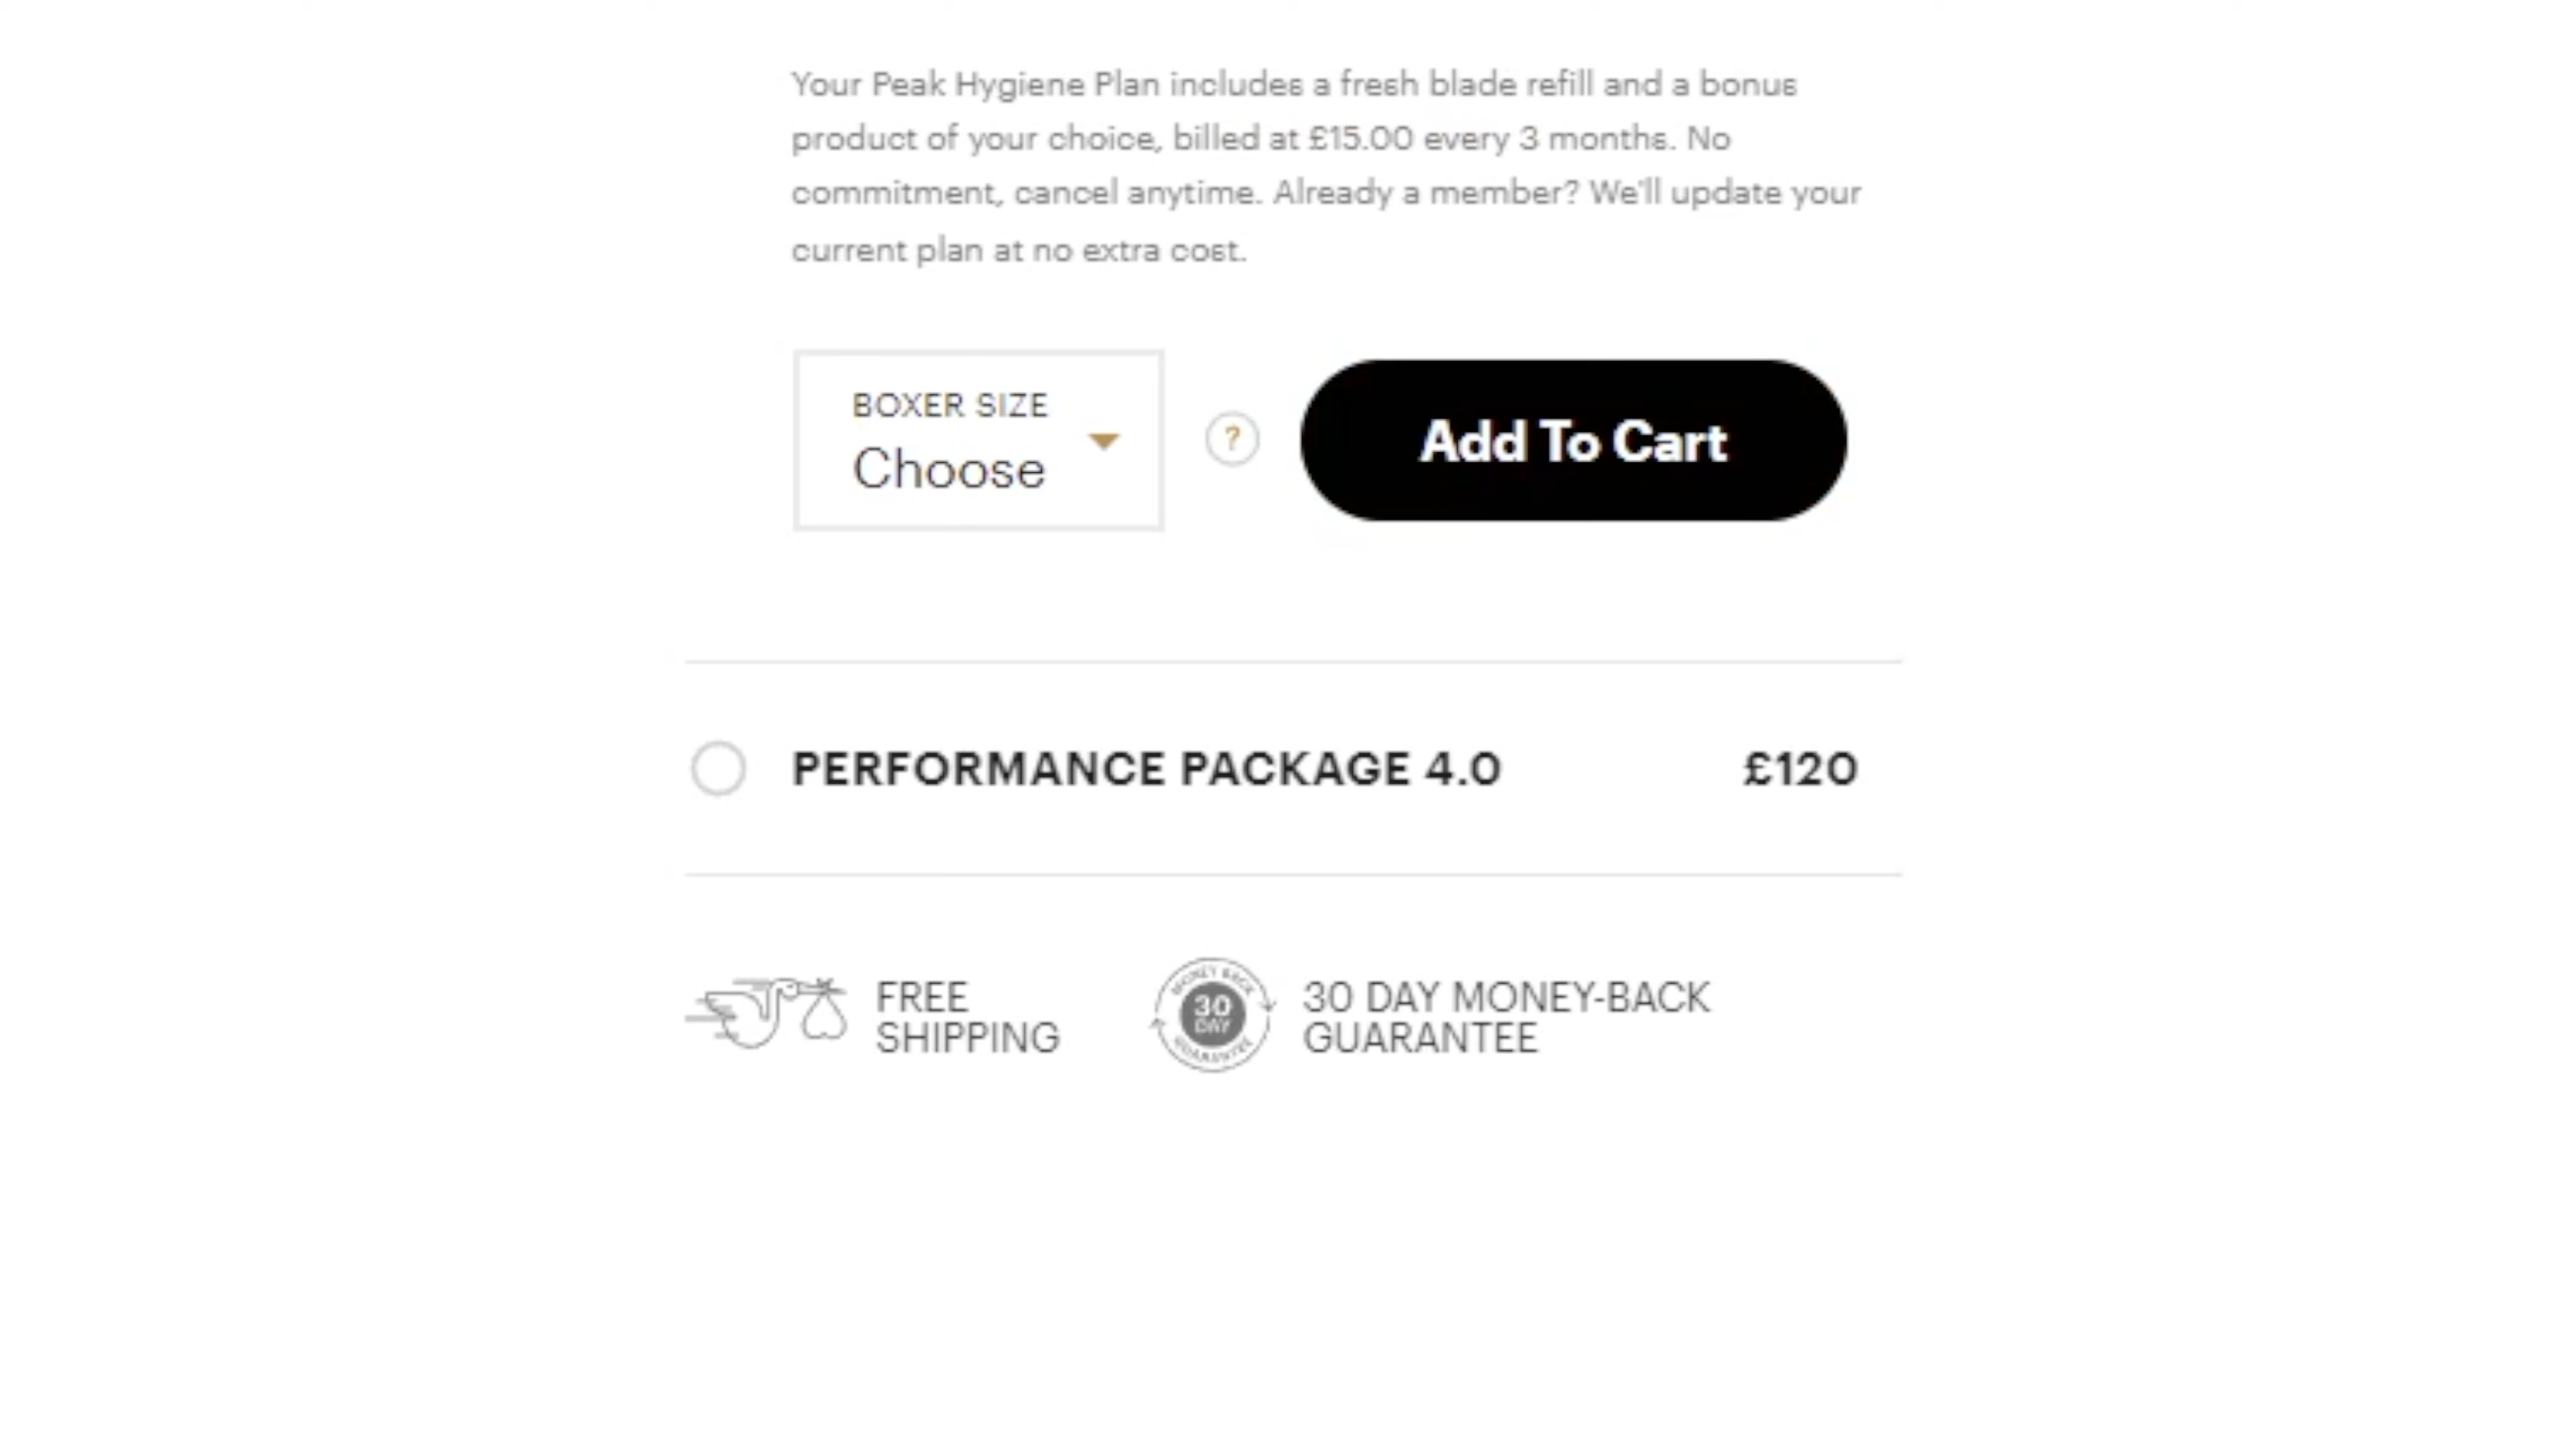 Your Peak Hygiene Plan includes a fresh blade refill and a bonus
product of your choice, billed at £15.00 every 3 months. No
commitment, cancel anytime. Already a member? We'll update your
current plan at no extra cost.
BOXER SIZE
Choose
?
Add To Cart
PERFORMANCE PACKAGE 4.0 £120
FREE
SHIPPING
MONEY BACK
30
DAY
GUARANTEE
30 DAY MONEY-BACK
GUARANTEE